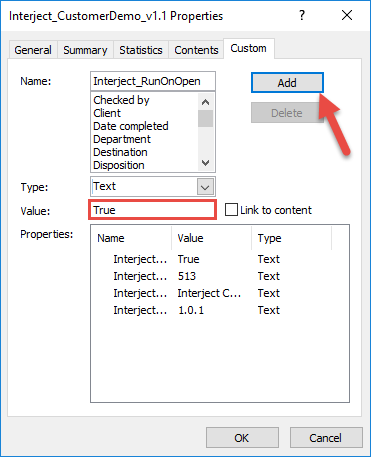 Interject_CustomerDemo_v1.1 Properties
General Summary Statistics Contents Custom
Name: Interject_RunOnOpen Add
Checked by
Client
Date completed
Department
Destination
Disposition
Delete
Type: Text
Value: True Link to content
Properties: Name Value Type
Interject... True Text
Interject... 513 Text
Interject... Interject C... Text
Interject... 1.0.1 Text
OK Cancel